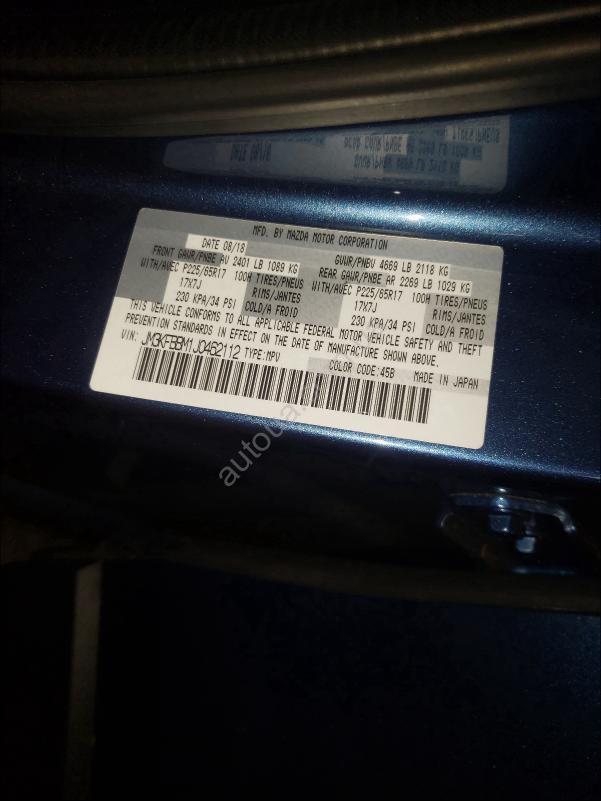 MFD. BY MAZDA MOTOR CORPORATION
DATE 08/18 GVWR/PNBV 4669 LB 2118 KG
FRONT GAWR/PNBE AV 2401 LB 1089 KG REAR GAWR/PNBE AR 2269 LB 1029 KG
WITH/AVEC P225/65R17 100H TIRES/PNEUS WITH/AVEC P225/65R17 100H TIRES/PNEUS
17X7J RIMS/JANTES 17X7J RIMS/JANTES
230 KPA/34 PSI COLD/A FROID 230 KPA/34 PSI COLD/A FROID
THIS VEHICLE CONFORMS TO ALL APPLICABLE FEDERAL MOTOR VEHICLE SAFETY AND THEFT
PREVENTION STANDARDS IN EFFECT ON THE DATE OF MANUFACTURE SHOWN ABOVE.
VIN: JM3KFBBM1J0452112 TYPE:MPV COLOR CODE:45B MADE IN JAPAN